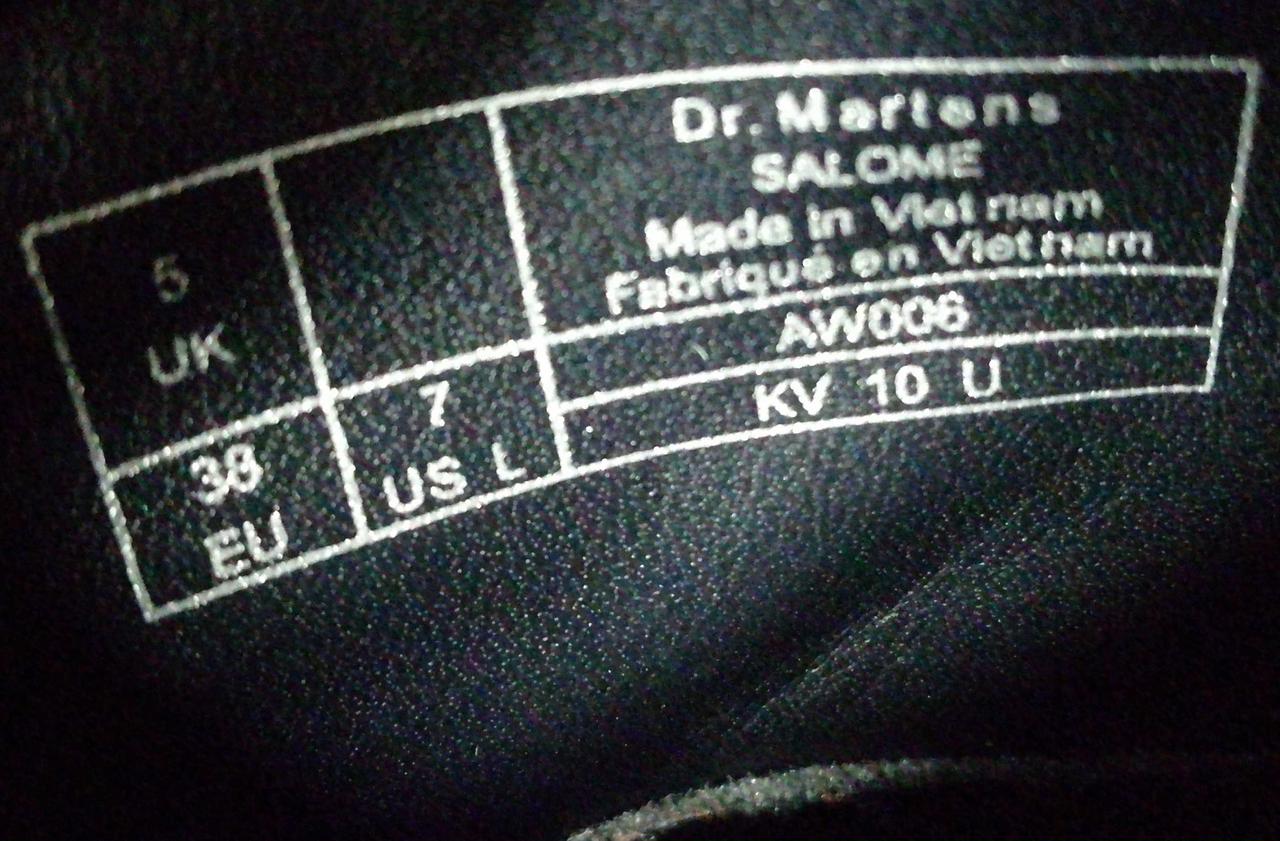 5
UK
38
EU
7
US L
Dr. Martens
SALOME
Made in Vietnam
Fabriqué en Vietnam
AW006
KV 10 U